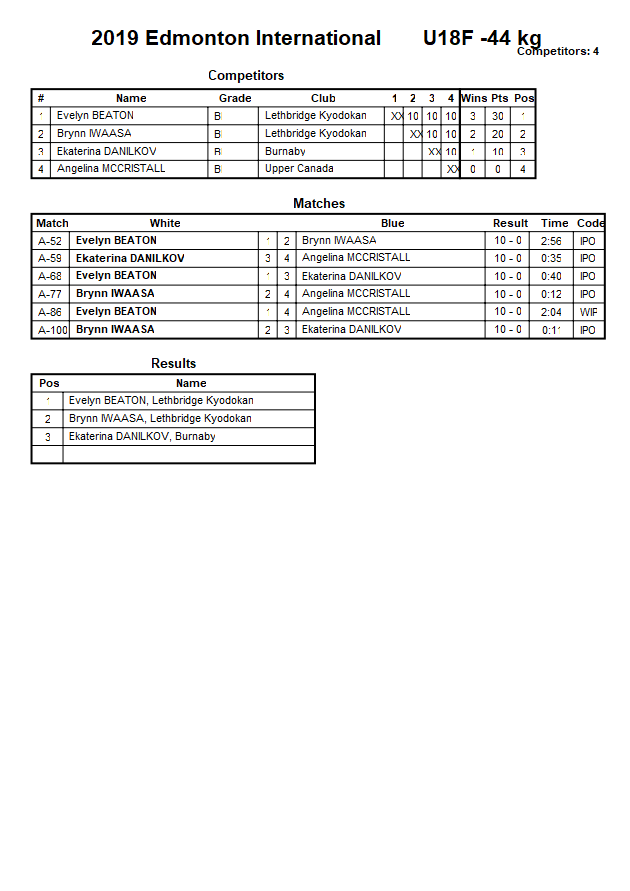 2019 Edmonton International U18F -44 kg
Competitors: 4
Competitors
# Name Grade Club 1 2 3 4 Wins Pts Pos
1 Evelyn BEATON B Lethbridge Kyodokan XX 10 10 10 3 30 1
2 Brynn IWAASA B Lethbridge Kyodokan XX 10 10 2 20 2
3 Ekaterina DANILKOV B Burnaby XX 10 1 10 3
4 Angelina MCCRISTALL B Upper Canada XX 0 0 4
Matches
Match White Blue Result Time Code
A-52 Evelyn BEATON 1 2 Brynn IWAASA 10 - 0 2:56 IPO
A-59 Ekaterina DANILKOV 3 4 Angelina MCCRISTALL 10 - 0 0:35 IPO
A-68 Evelyn BEATON 1 3 Ekaterina DANILKOV 10 - 0 0:40 IPO
A-77 Brynn IWAASA 2 4 Angelina MCCRISTALL 10 - 0 0:12 IPO
A-86 Evelyn BEATON 1 4 Angelina MCCRISTALL 10 - 0 2:04 WIP
A-100 Brynn IWAASA 2 3 Ekaterina DANILKOV 10 - 0 0:11 IPO
Results
Pos Name
1 Evelyn BEATON, Lethbridge Kyodokan
2 Brynn IWAASA, Lethbridge Kyodokan
3 Ekaterina DANILKOV, Burnaby